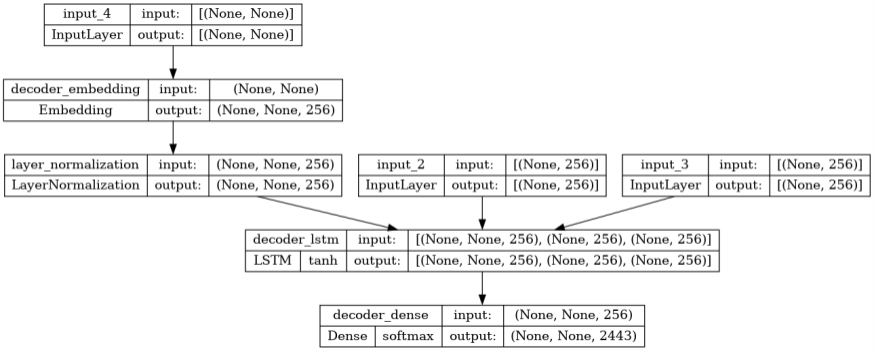 input_4 input: [(None, None)]
InputLayer output: [(None, None)]
decoder_embedding input: (None, None)
Embedding output: (None, None, 256)
layer_normalization input: (None, None, 256)
LayerNormalization output: (None, None, 256)
input_2 input: [(None, 256)]
InputLayer output: [(None, 256)]
input_3 input: [(None, 256)]
InputLayer output: [(None, 256)]
decoder_lstm input: [(None, None, 256), (None, 256), (None, 256)]
LSTM tanh output: [(None, None, 256), (None, 256), (None, 256)]
decoder_dense input: (None, None, 256)
Dense softmax output: (None, None, 2443)